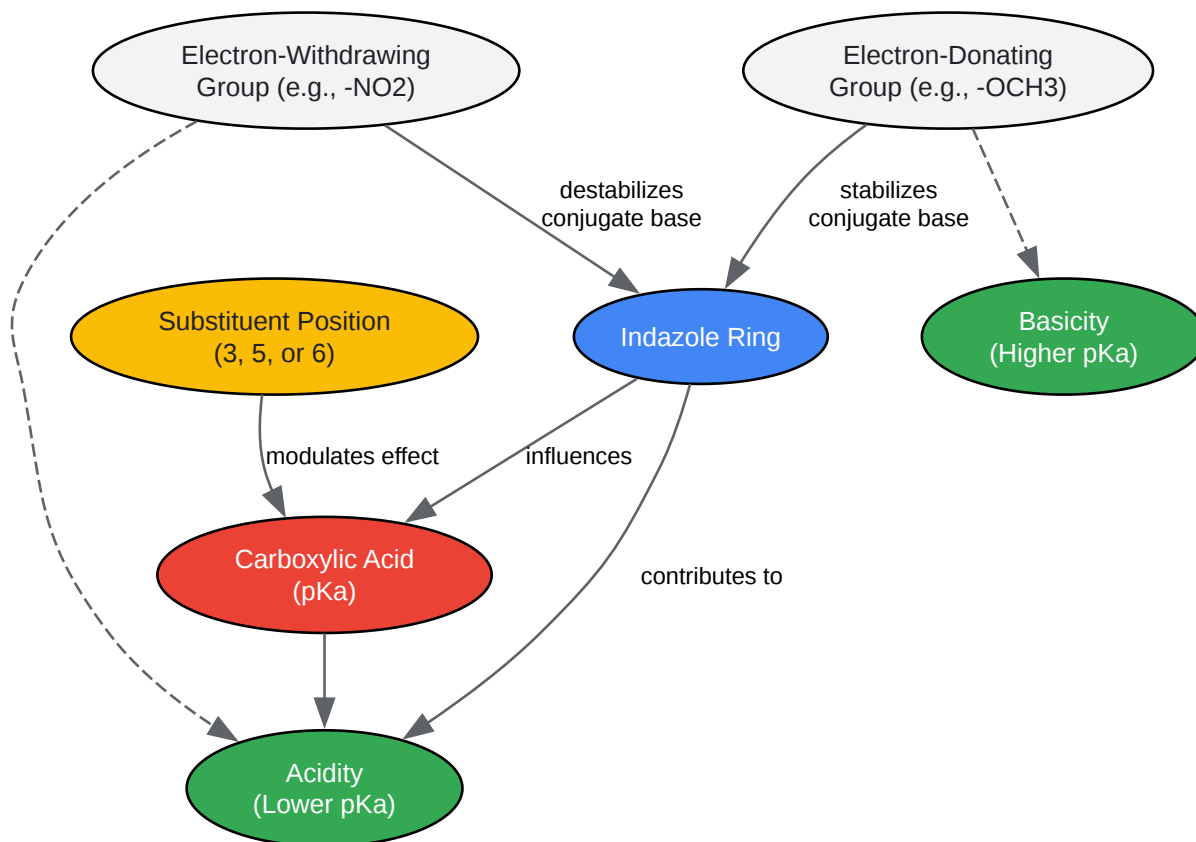 Electron-Withdrawing
Group (e.g., -NO2)
Electron-Donating
Group (e.g., -OCH3)
destabilizes
conjugate base
stabilizes
conjugate base
Substituent Position
(3, 5, or 6)
Indazole Ring
Basicity
(Higher pKa)
modulates effect
influences
Carboxylic Acid
(pKa)
contributes to
Acidity
(Lower pKa)